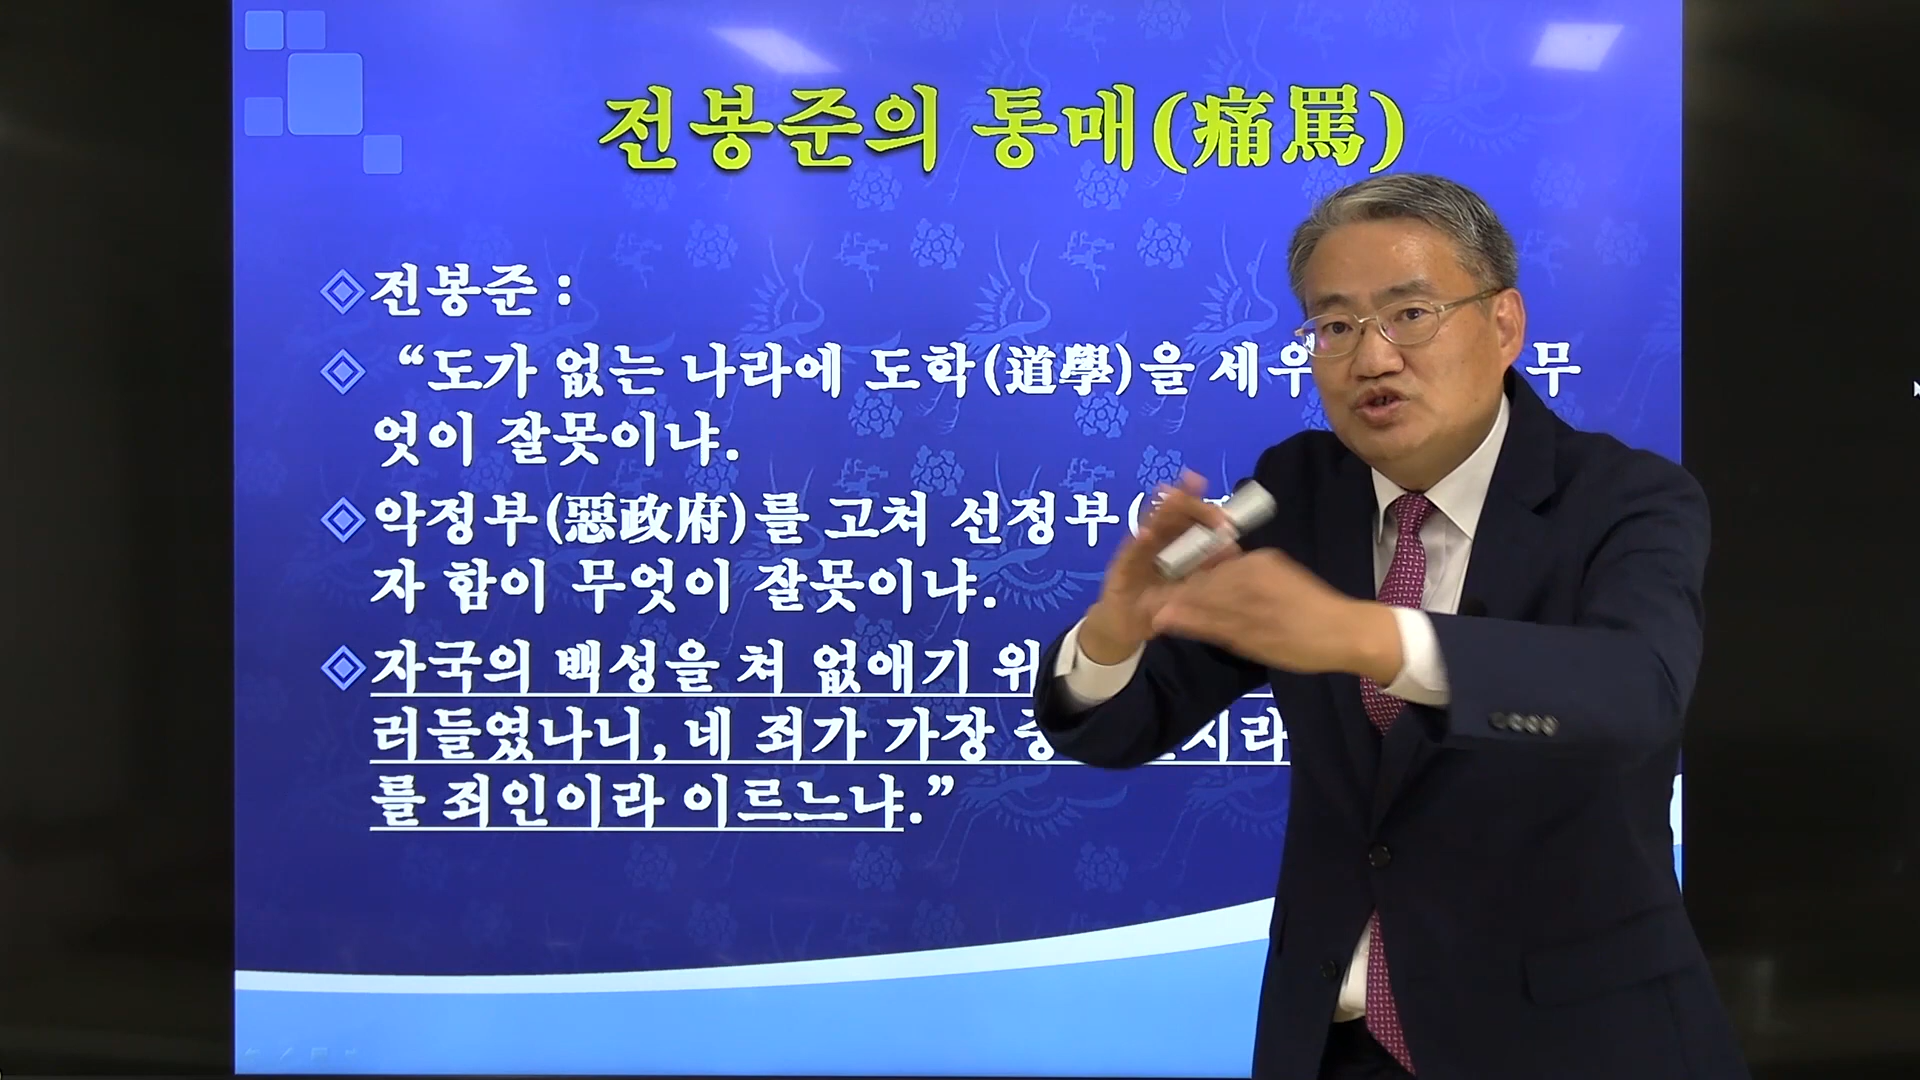 전봉준의 통매(痛罵)
전봉준 :
“도가 없는 나라에 도학(道學)을 세우 무
엇이 잘못이냐.
악정부(惡政府)를 고쳐 선정부(
자 함이 무엇이 잘못이냐.
자국의 백성을 쳐 없애기 위
러들였나니, 네 죄가 가장
를 죄인이라 이르느냐.”